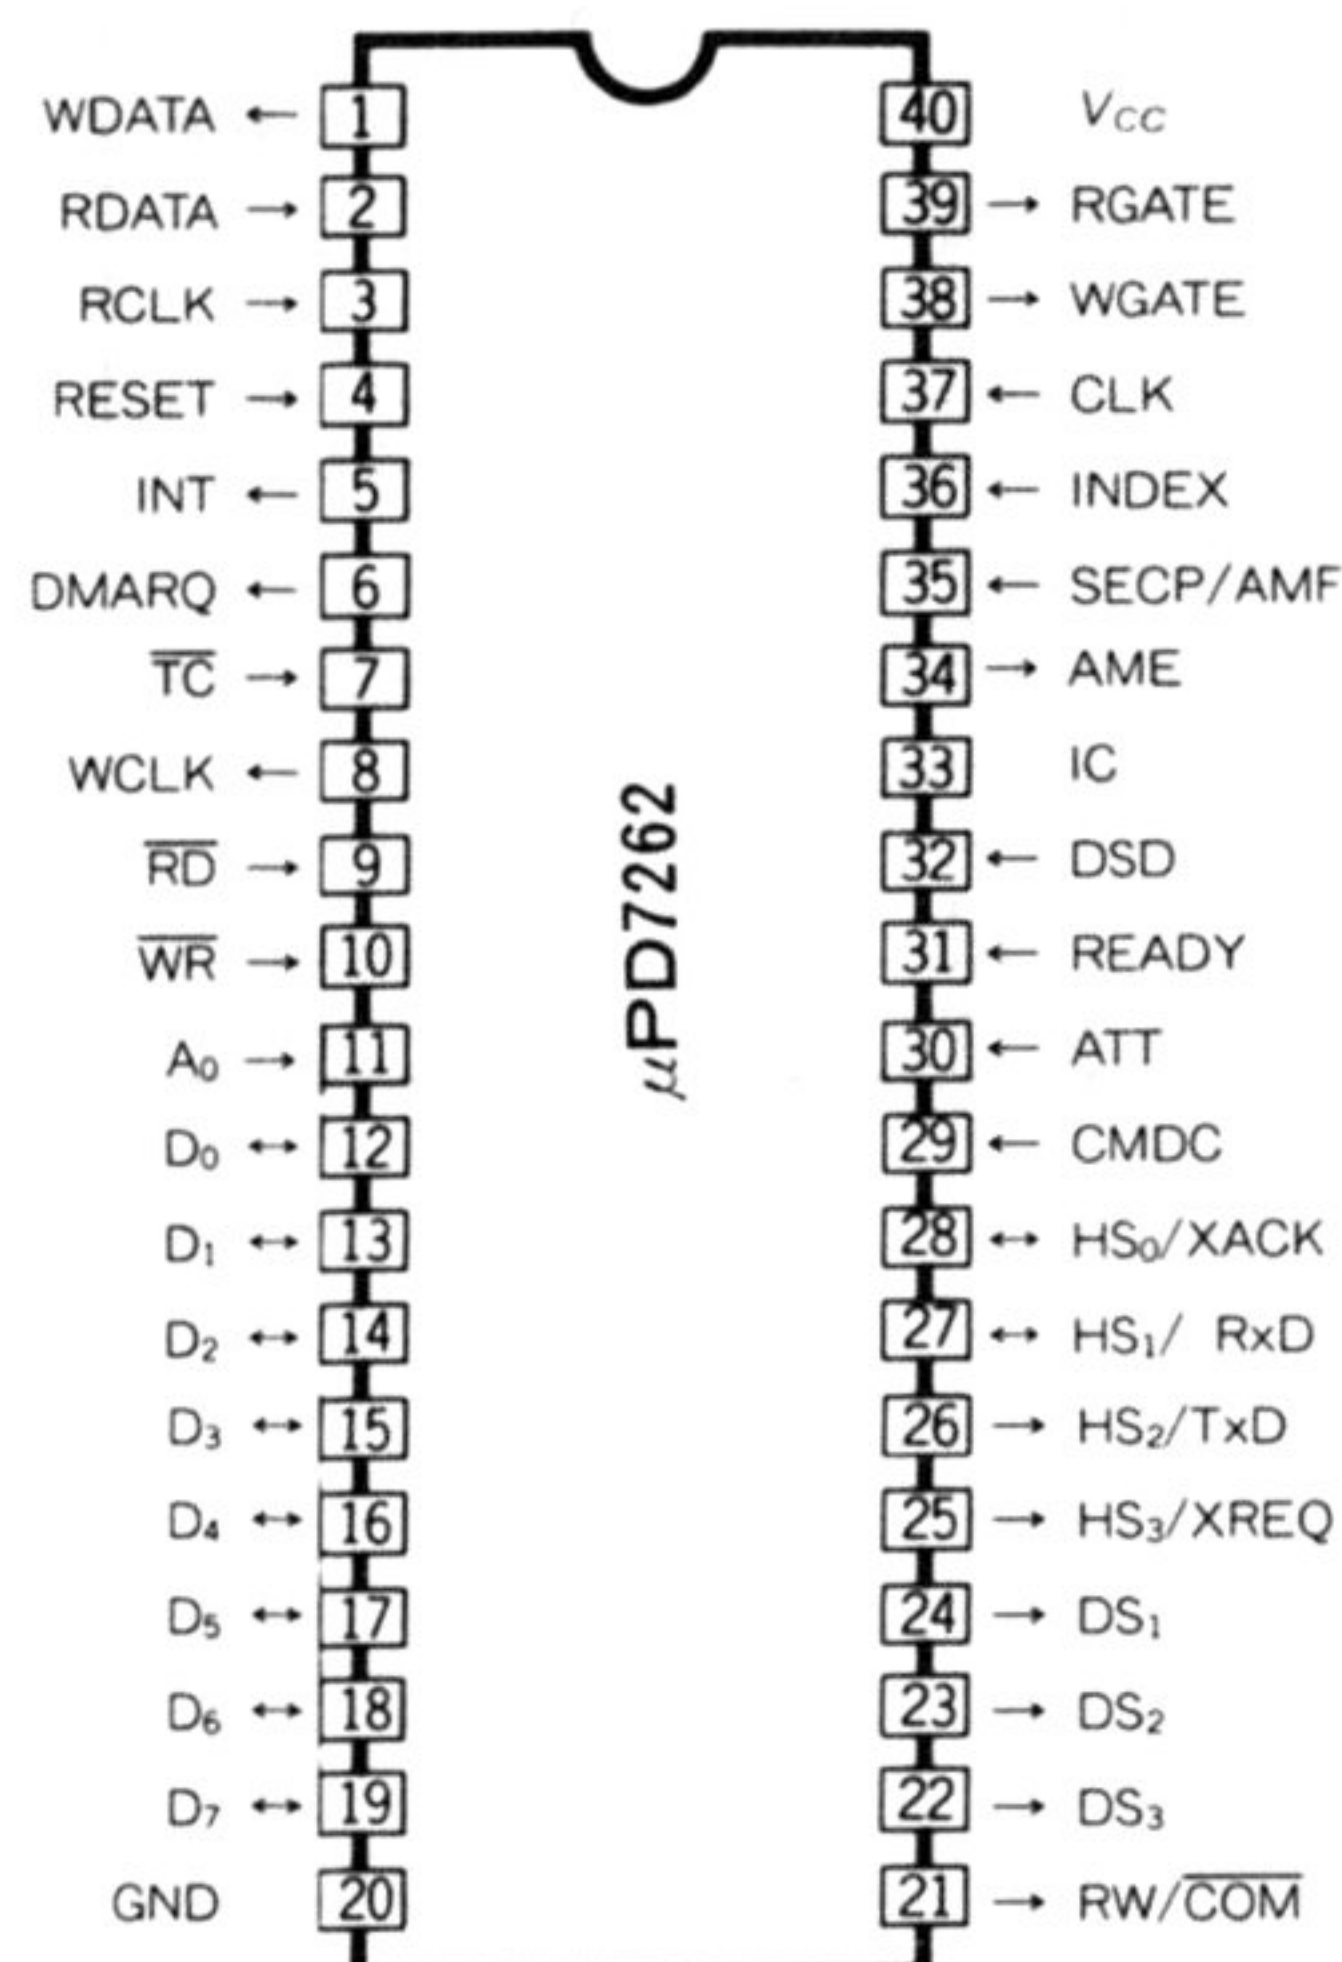 WDATA ← 1 40 VCC
RDATA → 2 39 → RGATE
RCLK → 3 38 → WGATE
RESET → 4 37 ← CLK
INT ← 5 36 ← INDEX
DMARQ ← 6 35 ← SECP/AMF
T̅C̅ → 7 34 → AME
WCLK ← 8 33 IC
R̅D̅ → 9 32 ← DSD
W̅R̅ → 10 31 ← READY
A₀ → 11 30 ← ATT
D₀ ↔ 12 29 ← CMDC
D₁ ↔ 13 28 ↔ HS₀/XACK
D₂ ↔ 14 27 ↔ HS₁/ RxD
D₃ ↔ 15 26 → HS₂/TxD
D₄ ↔ 16 25 → HS₃/XREQ
D₅ ↔ 17 24 → DS₁
D₆ ↔ 18 23 → DS₂
D₇ ↔ 19 22 → DS₃
GND 20 21 → RW/C̅O̅M̅
μPD7262